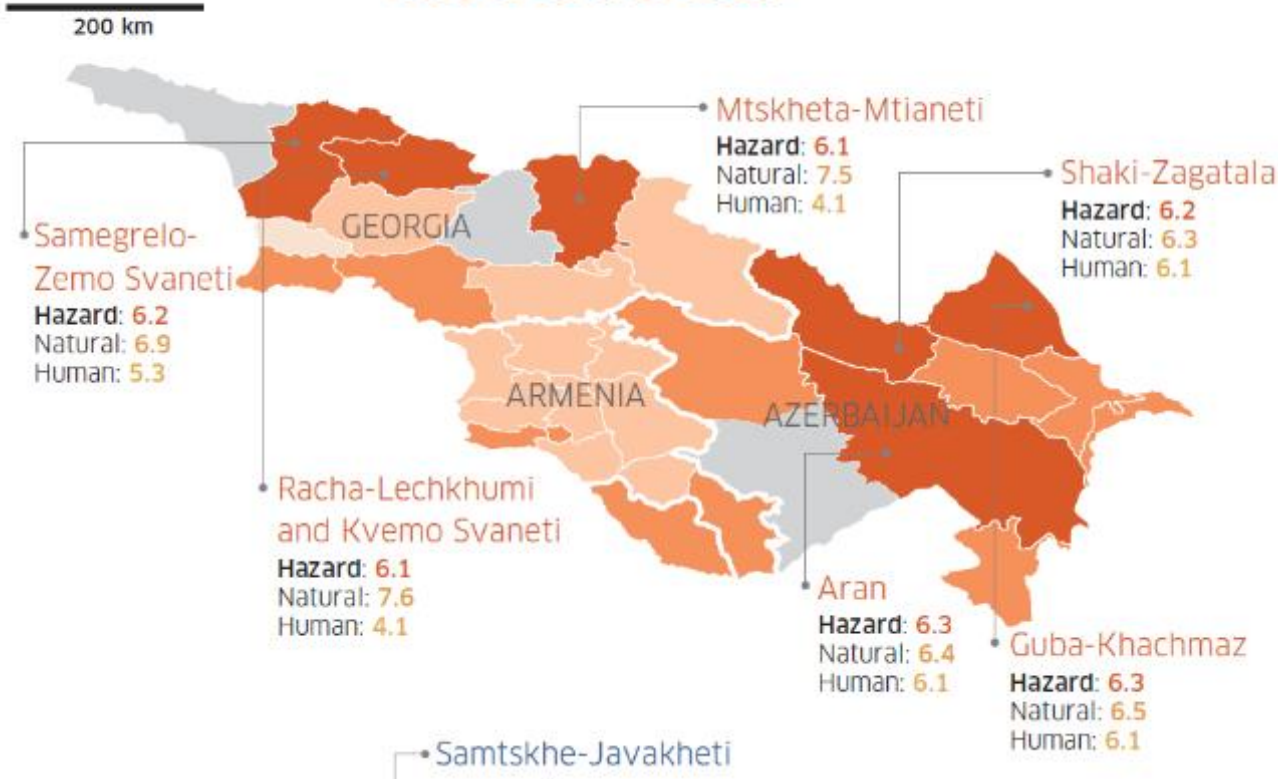 200 km
Mtskheta-Mtianeti
Hazard: 6.1
Natural: 7.5
Human: 4.1
Shaki-Zagatala
Hazard: 6.2
Natural: 6.3
Human: 6.1
GEORGIA
Samegrelo-
Zemo Svaneti
Hazard: 6.2
Natural: 6.9
Human: 5.3
ARMENIA
AZERBAIJAN
Racha-Lechkhumi
and Kvemo Svaneti
Hazard: 6.1
Natural: 7.6
Human: 4.1
Aran
Hazard: 6.3
Natural: 6.4
Human: 6.1
Guba-Khachmaz
Hazard: 6.3
Natural: 6.5
Human: 6.1
Samtskhe-Javakheti